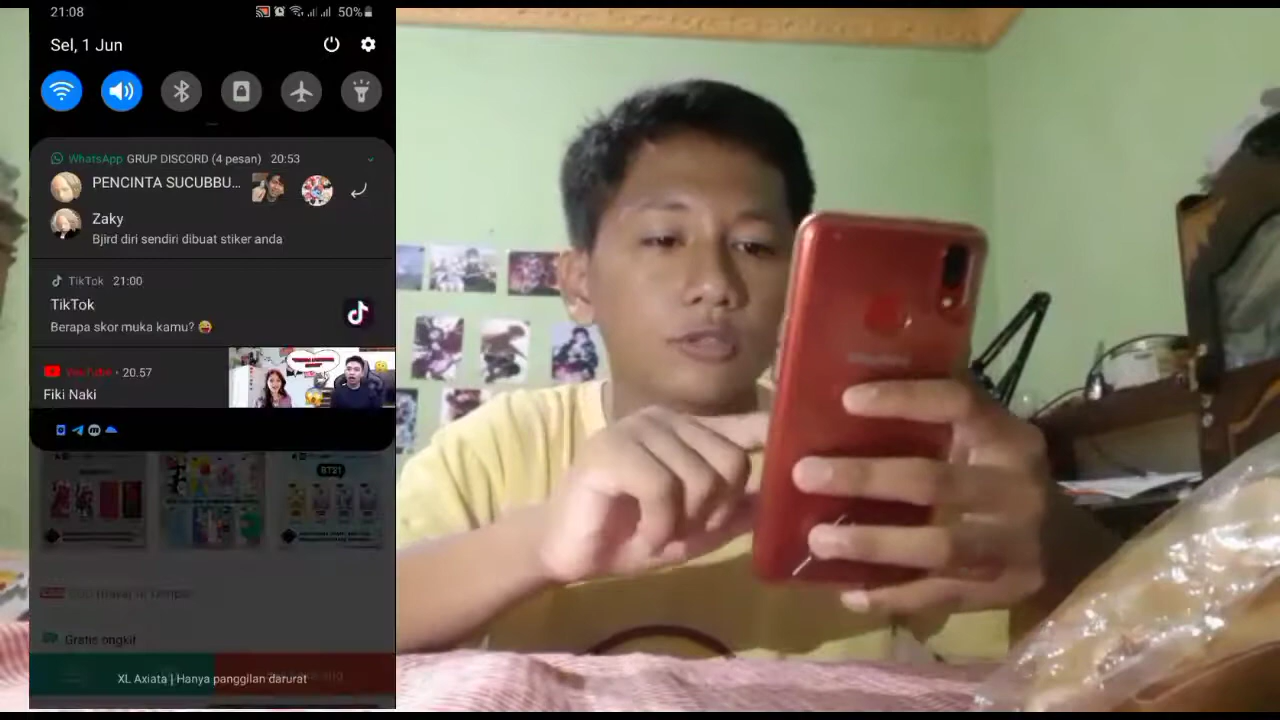 21:08
50%
Sel, 1 Jun
WhatsApp GRUP DISCORD (4 pesan) 20:53
PENCINTA SUCUBBU...
Zaky
Bjird diri sendiri dibuat stiker anda
TikTok 21:00
TikTok
Berapa skor muka kamu? 😜
YouTube • 20.57
Fiki Naki
BT21
Gratis ongkir
XL Axiata | Hanya panggilan darurat